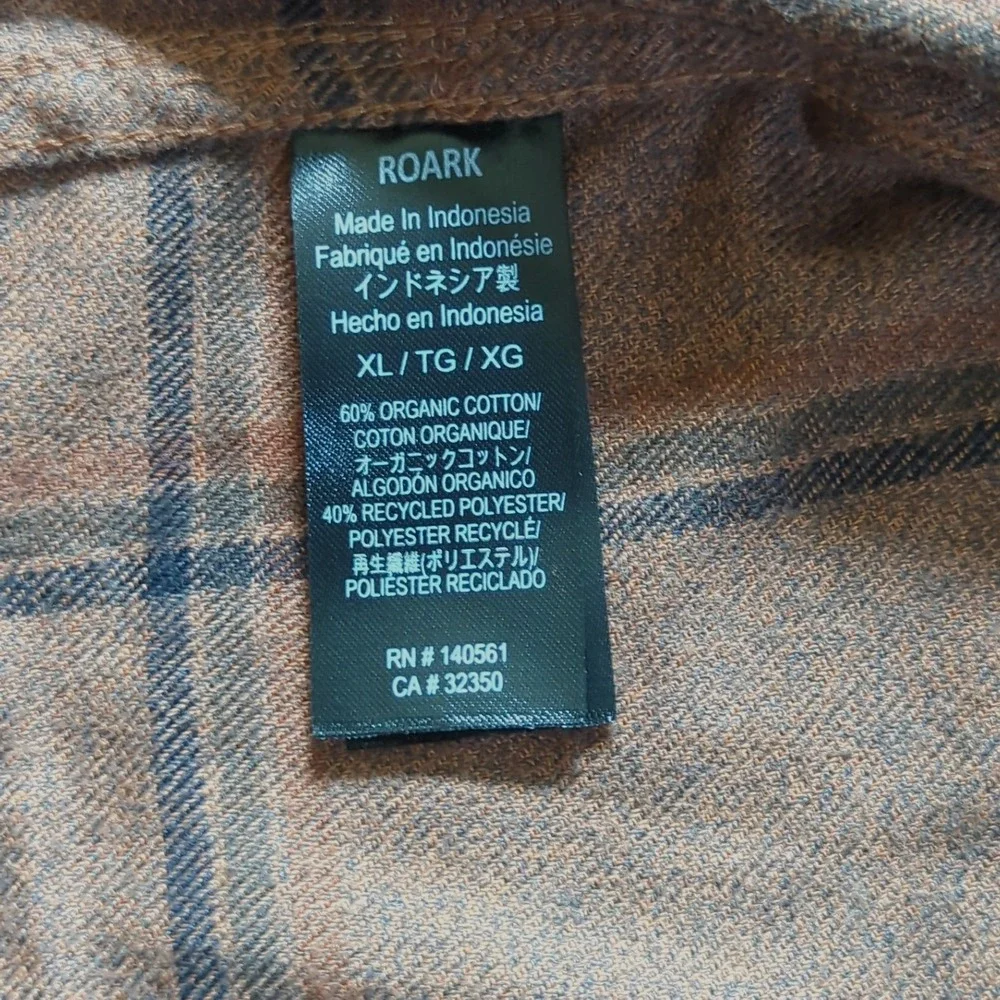 ROARK
Made In Indonesia
Fabriqué en Indonésie
インドネシア製
Hecho en Indonesia
XL / TG / XG
60% ORGANIC COTTON/
COTON ORGANIQUE/
オーガニックコットン/
ALGODÓN ORGANICO
40% RECYCLED POLYESTER/
POLYESTER RECYCLÉ/
再生繊維(ポリエステル)/
POLIÉSTER RECICLADO
RN # 140561
CA # 32350